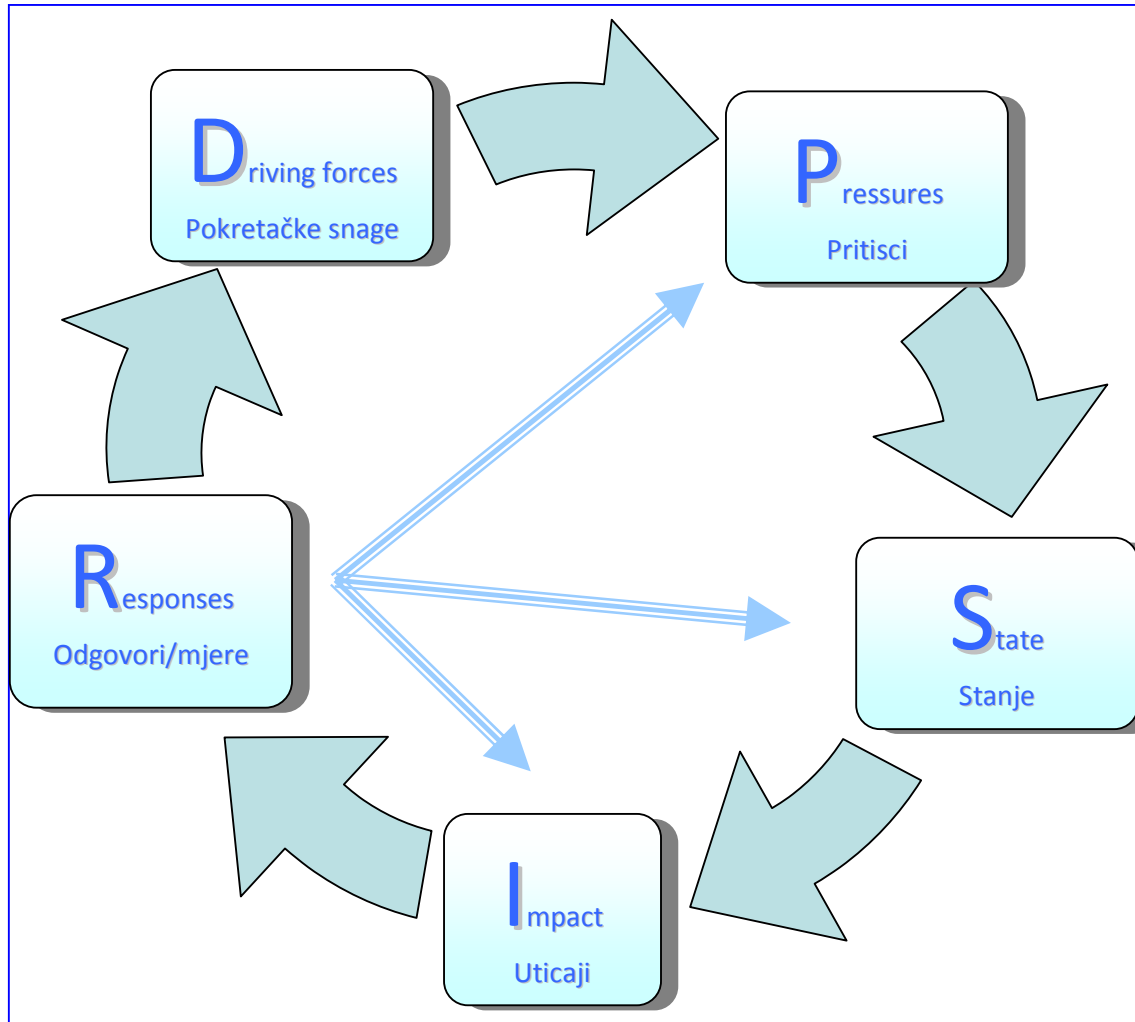 Driving forces
Pokretačke snage
Pressures
Pritisci
State
Stanje
Impact
Uticaji
Responses
Odgovori/mjere